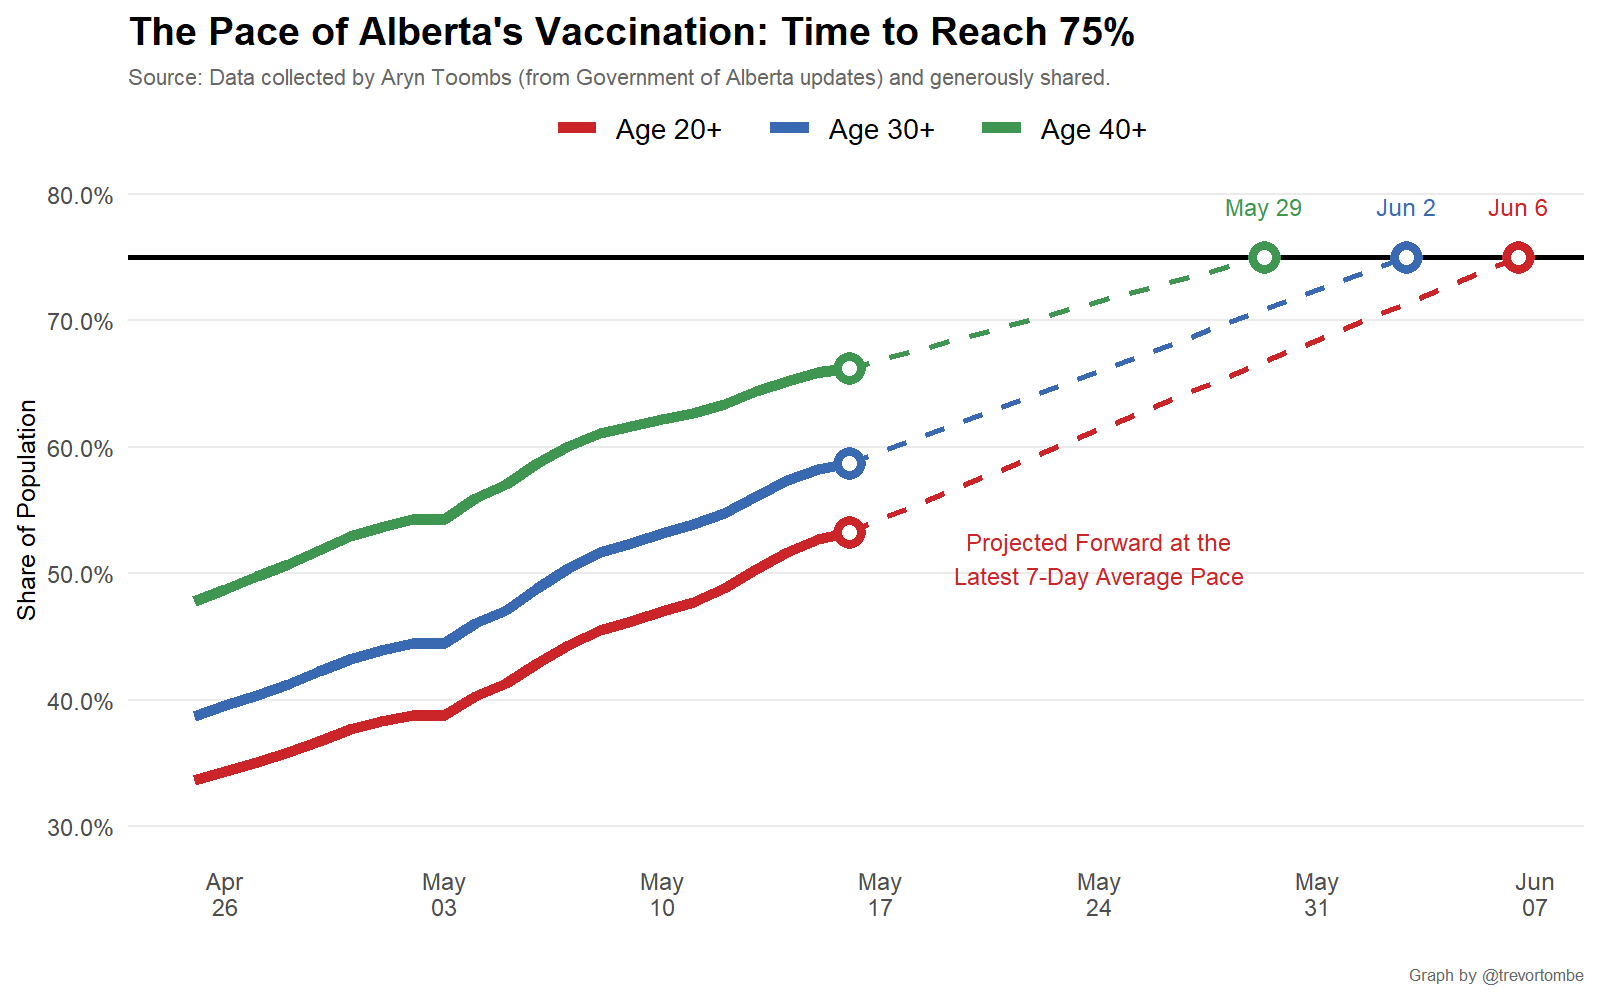 The Pace of Alberta's Vaccination: Time to Reach 75%
Source: Data collected by Aryn Toombs (from Government of Alberta updates) and generously shared.
Age 20+ Age 30+ Age 40+
80.0%
May 29 Jun 2 Jun 6
70.0%
60.0%
Share of Population
Projected Forward at the
Latest 7-Day Average Pace
50.0%
40.0%
30.0%
Apr May May May May May Jun
26 03 10 17 24 31 07
Graph by @trevortombe